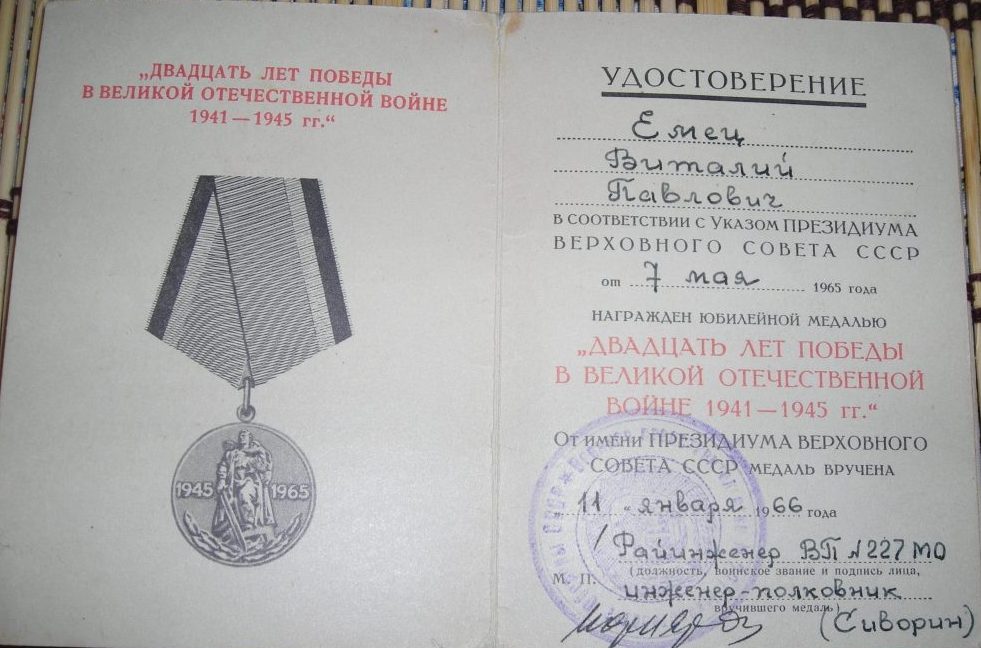 „ДВАДЦАТЬ ЛЕТ ПОБЕДЫ
В ВЕЛИКОЙ ОТЕЧЕСТВЕННОЙ ВОЙНЕ
1941 — 1945 гг.“
1945 1965
УДОСТОВЕРЕНИЕ
Емец
Виталий
Павлович
В СООТВЕТСТВИИ С УКАЗОМ ПРЕЗИДИУМА
ВЕРХОВНОГО СОВЕТА СССР
от 7 мая 1965 года
НАГРАЖДЕН ЮБИЛЕЙНОЙ МЕДАЛЬЮ
„ДВАДЦАТЬ ЛЕТ ПОБЕДЫ
В ВЕЛИКОЙ ОТЕЧЕСТВЕННОЙ
ВОЙНЕ 1941 — 1945 гг.“
От имени ПРЕЗИДИУМА ВЕРХОВНОГО
СОВЕТА СССР МЕДАЛЬ ВРУЧЕНА
11 „ января 1966 года
Райинженер ВП №227 МО
М. П. (должность, воинское звание и подпись лица,
инженер-полковник
вручившего медаль)
(Сиворин)